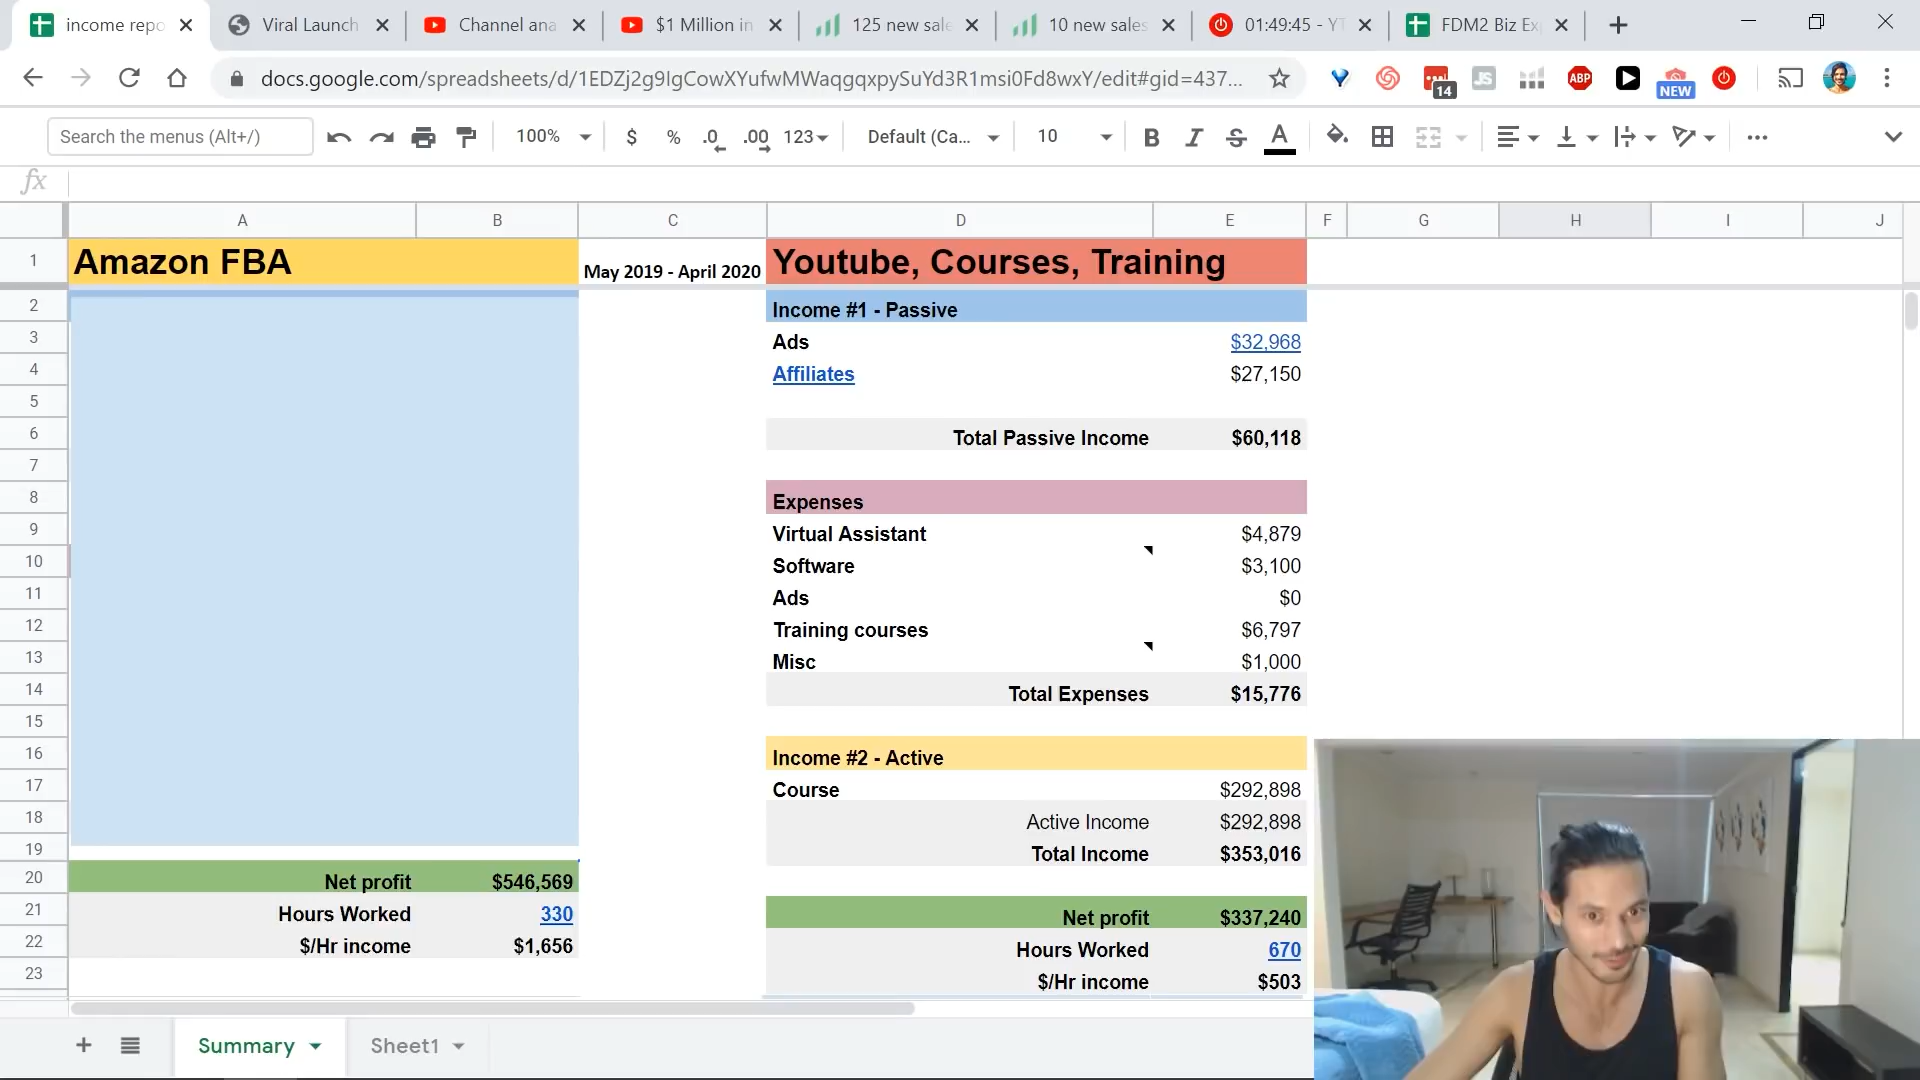 income repo
Viral Launch
Channel ana
$1 Million in
125 new sale
10 new sales
01:49:45 - YT
FDM2 Biz Ex
docs.google.com/spreadsheets/d/1EDZj2g9IgCowXYufwMWaqgqxpySuYd3R1msi0Fd8wxY/edit#gid=437...
14
JS
ABP
NEW
Search the menus (Alt+/)
100%
$
%
.0
.00
123
Default (Ca...
10
B
I
S
A
fx
A
B
C
D
E
F
G
H
I
J
1
Amazon FBA
May 2019 - April 2020
Youtube, Courses, Training
2
Income #1 - Passive
3
Ads
$32,968
4
Affiliates
$27,150
5
6
Total Passive Income
$60,118
7
8
Expenses
9
Virtual Assistant
$4,879
10
Software
$3,100
11
Ads
$0
12
Training courses
$6,797
13
Misc
$1,000
14
Total Expenses
$15,776
15
16
Income #2 - Active
17
Course
$292,898
18
Active Income
$292,898
19
Total Income
$353,016
20
Net profit
$546,569
21
Hours Worked
330
Net profit
$337,240
22
$/Hr income
$1,656
Hours Worked
670
23
$/Hr income
$503
Summary
Sheet1